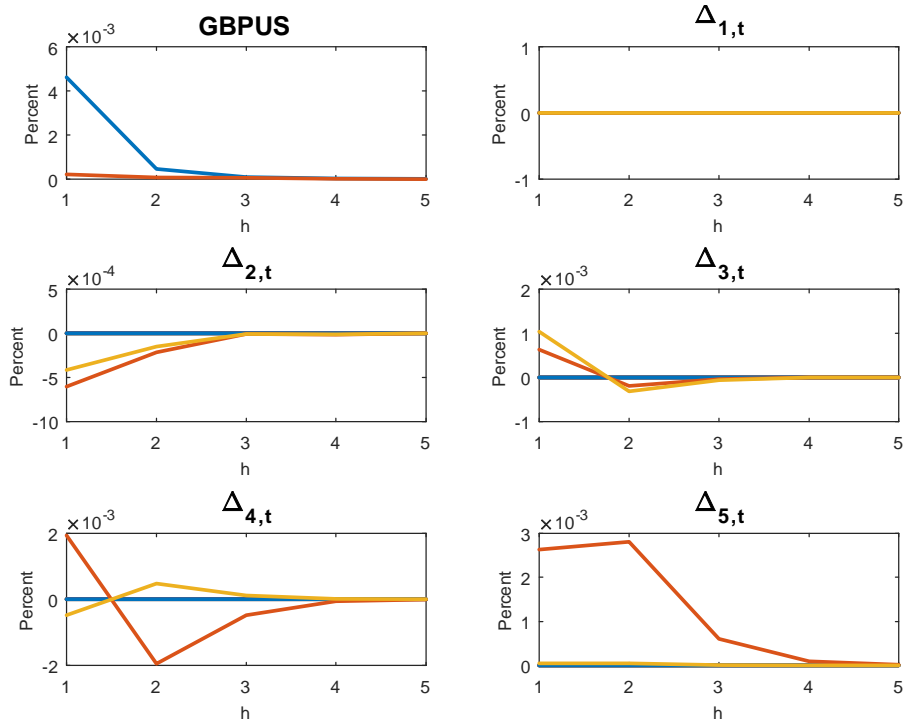 GBPUS
×10-3
6
4
2
0
Percent
1 2 3 4 5
h
Δ1,t
1
0
-1
Percent
1 2 3 4 5
h
Δ2,t
×10-4
5
0
-5
-10
Percent
1 2 3 4 5
h
Δ3,t
×10-3
2
1
0
-1
Percent
1 2 3 4 5
h
Δ4,t
×10-3
2
0
-2
Percent
1 2 3 4 5
h
Δ5,t
×10-3
3
2
1
0
Percent
1 2 3 4 5
h